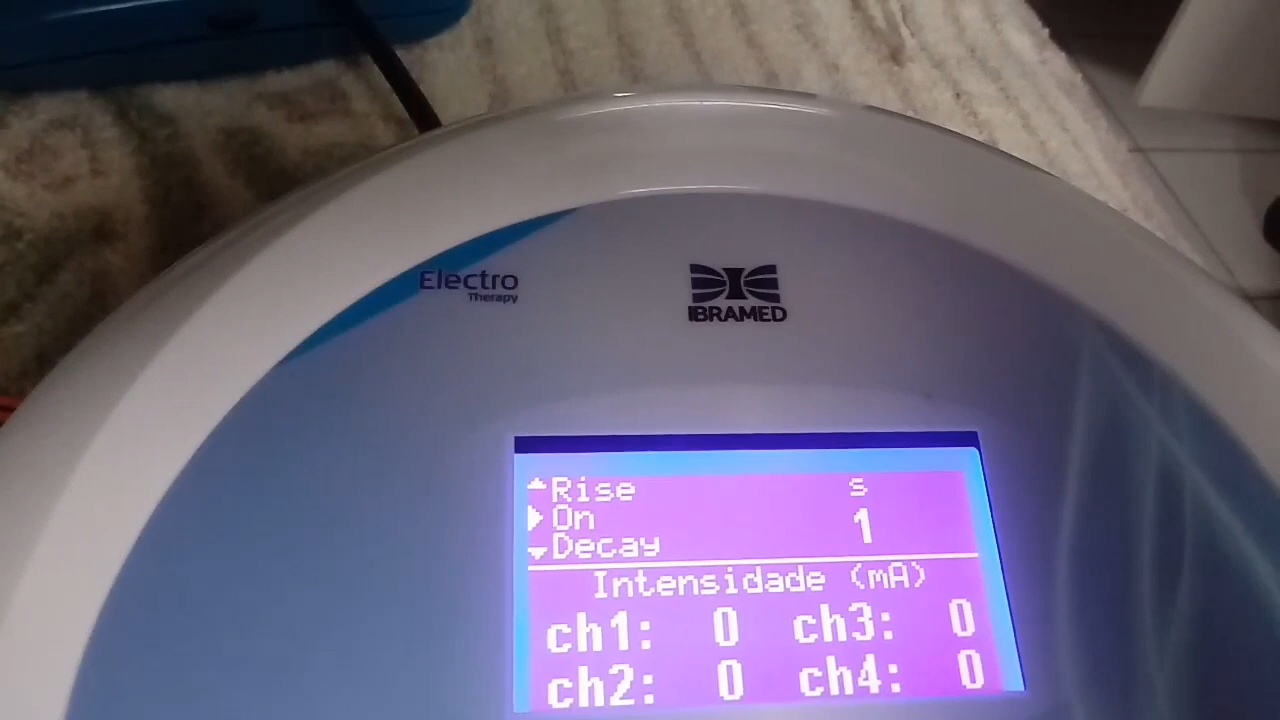 Electro
Therapy
IBRAMED
Rise s
On 1
Decay
Intensidade (mA)
ch1: 0 ch3: 0
ch2: 0 ch4: 0